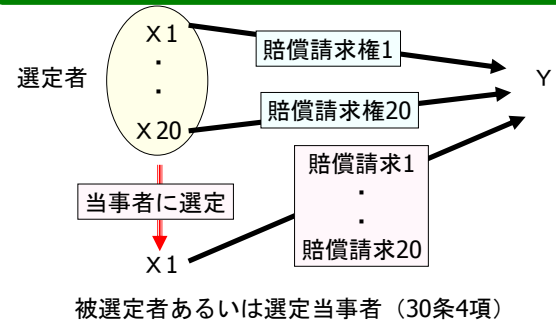 X1
賠償請求権1
・
選定者
Y
・
X20
賠償請求権20
賠償請求1
・
当事者に選定
・
賠償請求20
X1
被選定者あるいは選定当事者（30条4項）